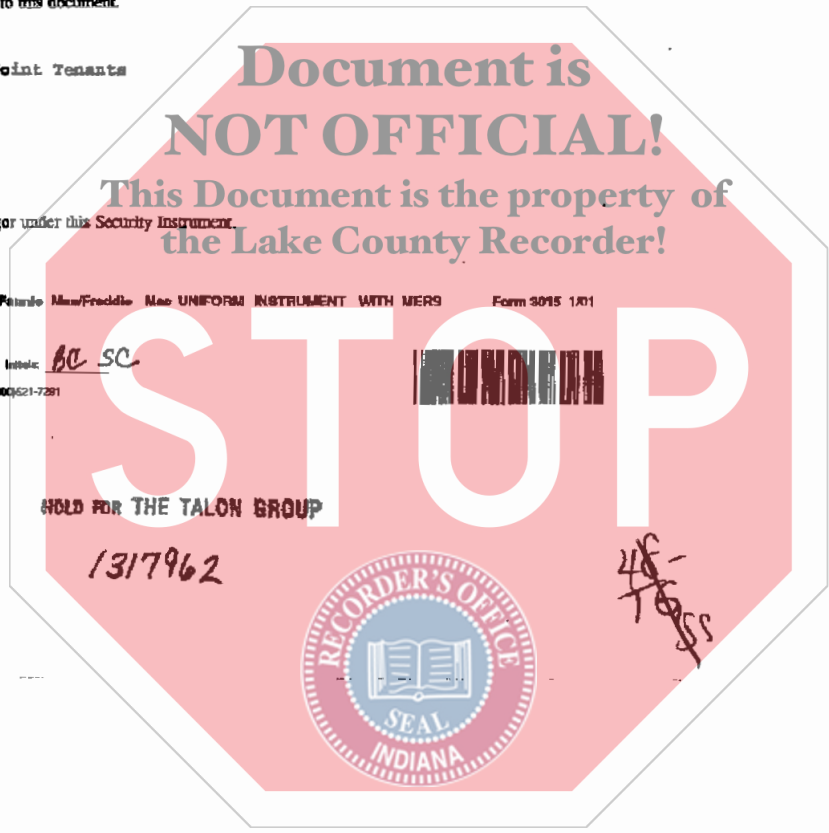 to this document.
oint Tenants
Document is
NOT OFFICIAL!
This Document is the property of
the Lake County Recorder!
or under this Security Instrument.
Mae/Freddie Mac UNIFORM INSTRUMENT WITH MERS Form 3015 1/01
STOP
Initials: BC SC
)521-7291
HOLD FOR THE TALON GROUP
1317962
RECORDER'S OFFICE
SEAL
INDIANA